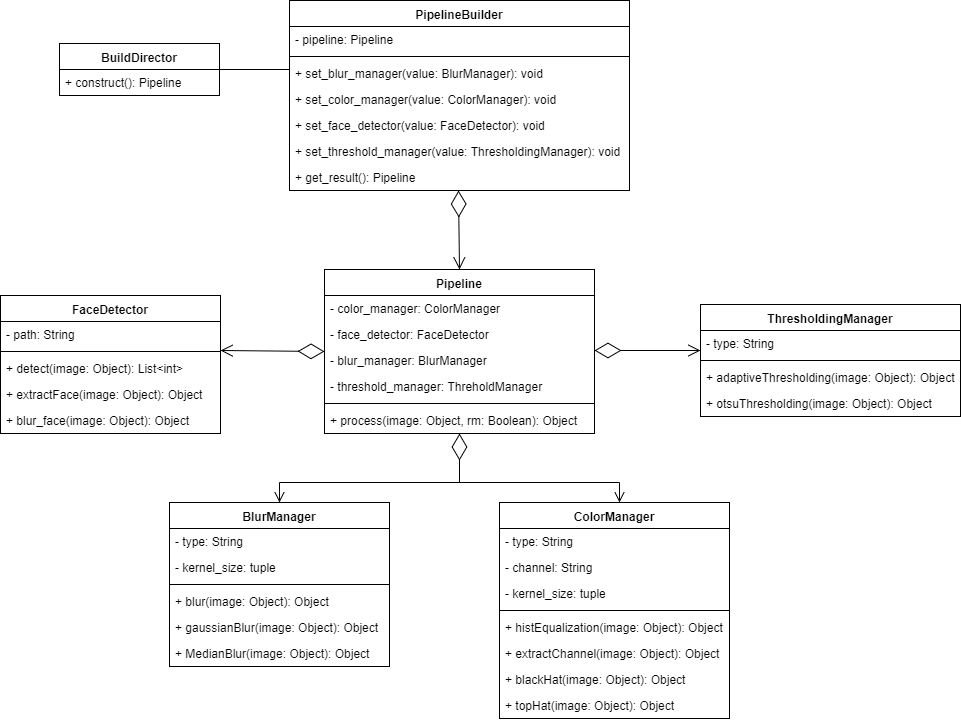 PipelineBuilder
- pipeline: Pipeline
+ set_blur_manager(value: BlurManager): void
+ set_color_manager(value: ColorManager): void
+ set_face_detector(value: FaceDetector): void
+ set_threshold_manager(value: ThresholdingManager): void
+ get_result(): Pipeline
BuildDirector
+ construct(): Pipeline
Pipeline
- color_manager: ColorManager
- face_detector: FaceDetector
- blur_manager: BlurManager
- threshold_manager: ThreholdManager
+ process(image: Object, rm: Boolean): Object
FaceDetector
- path: String
+ detect(image: Object): List<int>
+ extractFace(image: Object): Object
+ blur_face(image: Object): Object
ThresholdingManager
- type: String
+ adaptiveThresholding(image: Object): Object
+ otsuThresholding(image: Object): Object
BlurManager
- type: String
- kernel_size: tuple
+ blur(image: Object): Object
+ gaussianBlur(image: Object): Object
+ MedianBlur(image: Object): Object
ColorManager
- type: String
- channel: String
- kernel_size: tuple
+ histEqualization(image: Object): Object
+ extractChannel(image: Object): Object
+ blackHat(image: Object): Object
+ topHat(image: Object): Object